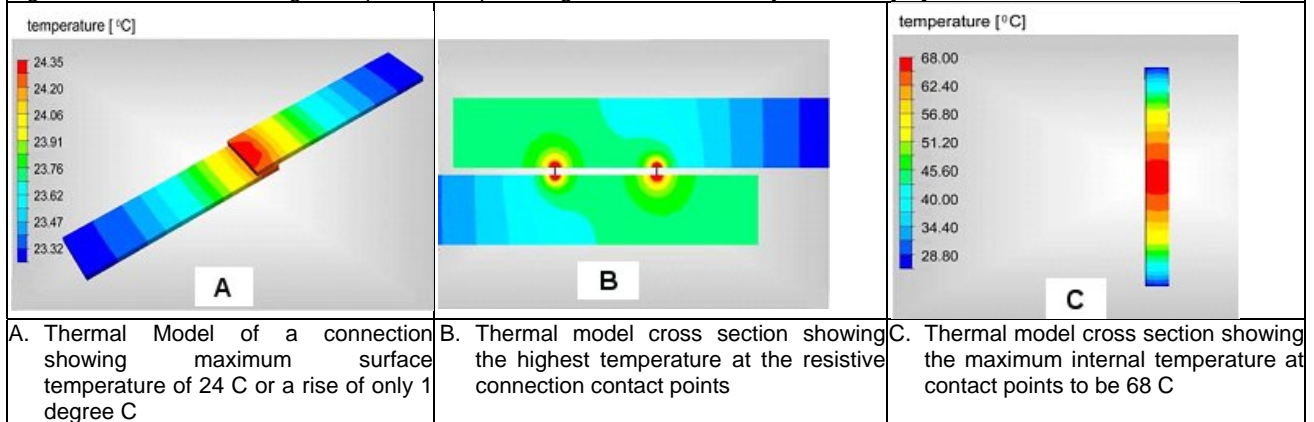 temperature [ ⁰C]
24.35
24.20
24.06
23.91
23.76
23.62
23.47
23.32
A
B
temperature [ ⁰C]
68.00
62.40
56.80
51.20
45.60
40.00
34.40
28.80
C
A. Thermal Model of a connection
showing maximum surface
temperature of 24 C or a rise of only 1
degree C
B. Thermal model cross section showing
the highest temperature at the resistive
connection contact points
C. Thermal model cross section showing
the maximum internal temperature at
contact points to be 68 C